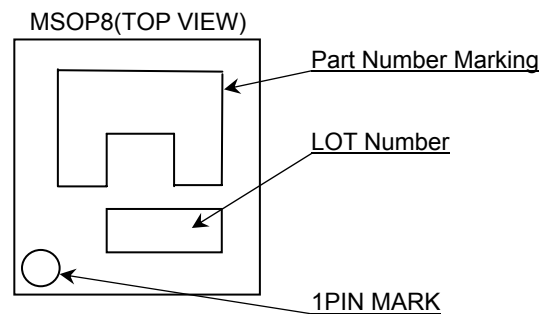 MSOP8(TOP VIEW)
Part Number Marking
LOT Number
1PIN MARK